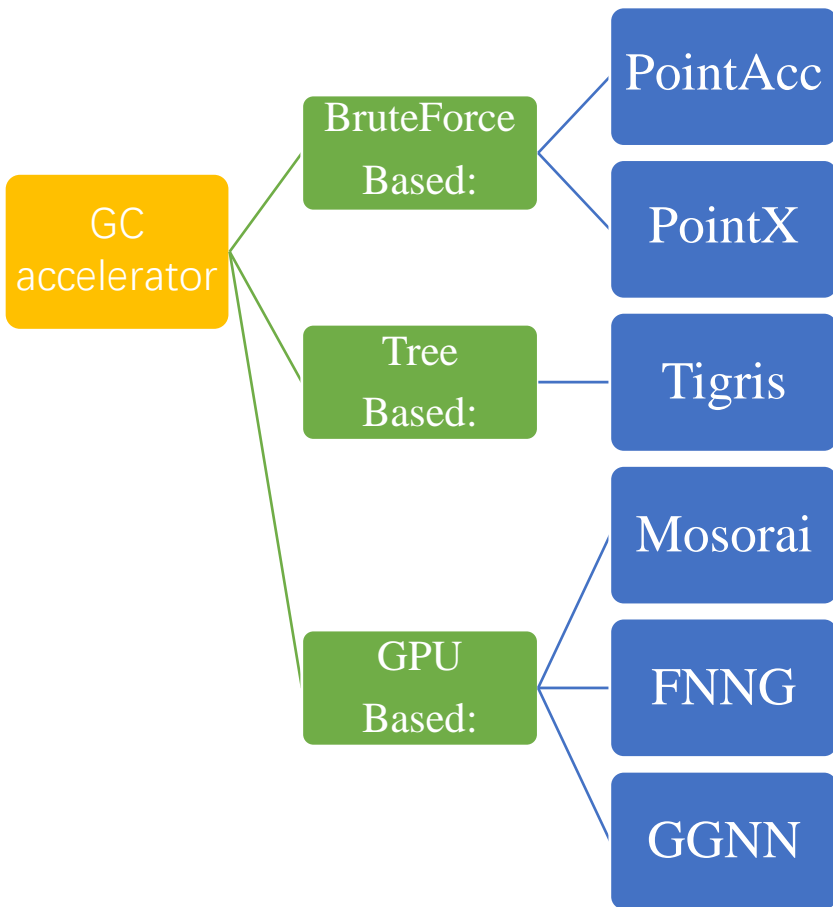 GC
accelerator
BruteForce
Based:
PointAcc
PointX
Tree
Based:
Tigris
GPU
Based:
Mosorai
FNNG
GGNN